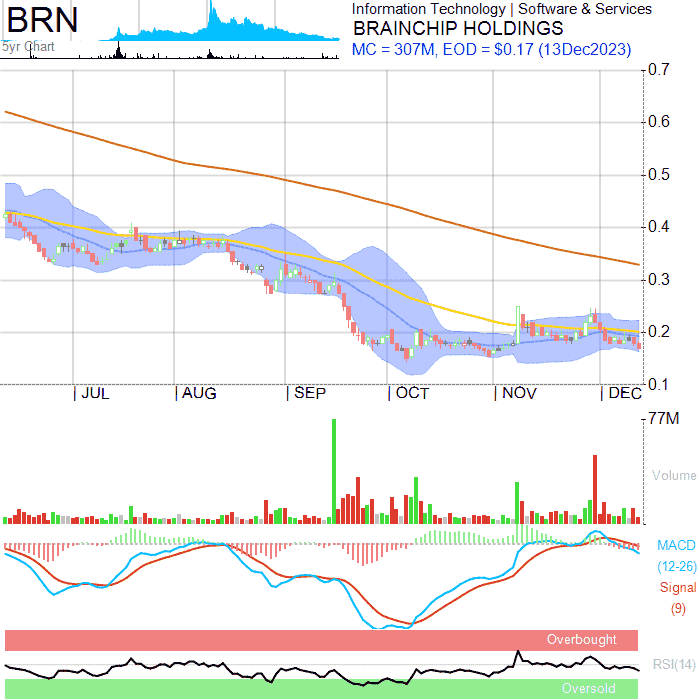 BRN
5yr Chart
Information Technology | Software & Services
BRAINCHIP HOLDINGS
MC = 307M, EOD = $0.17 (13Dec2023)
0.7
0.6
0.5
0.4
0.3
0.2
0.1
| JUL | AUG | SEP | OCT | NOV | DEC
77M
Volume
MACD
(12-26)
Signal
(9)
Overbought
RSI(14)
Oversold